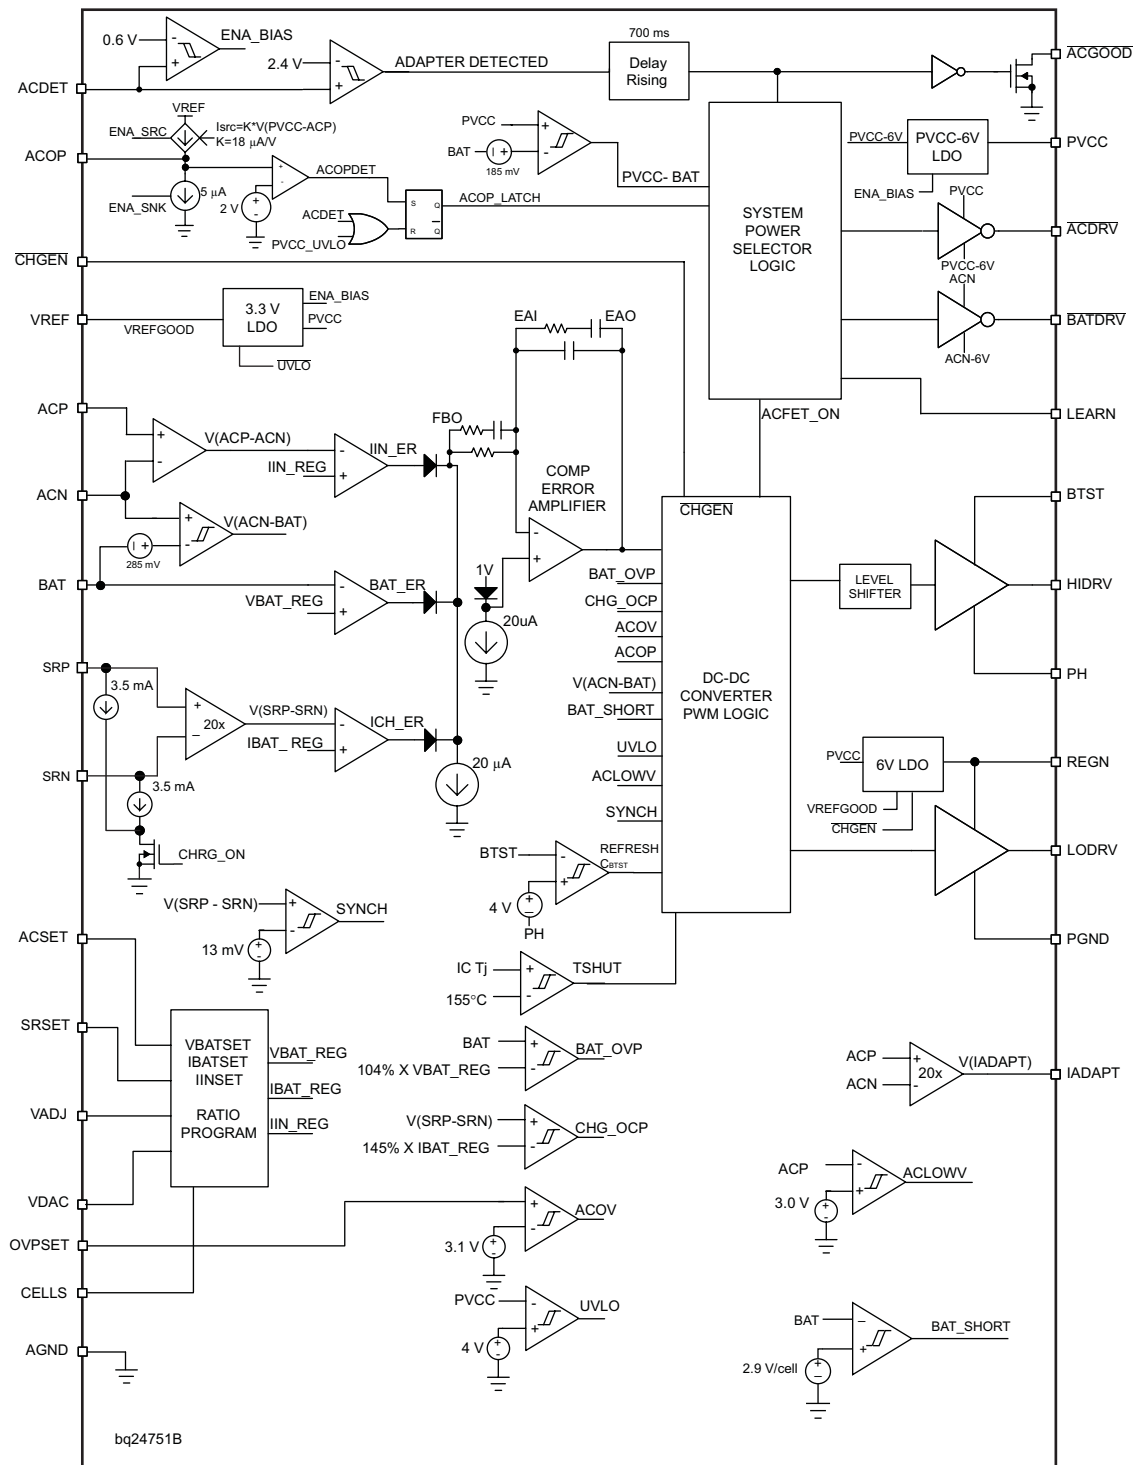 0.6 V
ENA_BIAS
2.4 V
ADAPTER DETECTED
700 ms
Delay
Rising
ACGOOD
ACDET
VREF
ENA_SRC
Isrc=K*V(PVCC-ACP)
K=18 μA/V
ACOP
ENA_SNK
5 μA
2 V
+
-
ACOPDET
ACDET
PVCC_UVLO
S
R
Q
Q
ACOP_LATCH
PVCC
BAT
185 mV
PVCC- BAT
SYSTEM
POWER
SELECTOR
LOGIC
PVCC-6V
PVCC-6V
LDO
PVCC
ENA_BIAS
PVCC
ACDRV
PVCC-6V
ACN
BATDRV
ACN-6V
LEARN
ACFET_ON
CHGEN
VREF
VREFGOOD
3.3 V
LDO
ENA_BIAS
PVCC
UVLO
EAI
EAO
FBO
ACP
V(ACP-ACN)
IIN_REG
IIN_ER
COMP
ERROR
AMPLIFIER
ACN
V(ACN-BAT)
285 mV
BAT
VBAT_REG
BAT_ER
1V
20uA
CHGEN
BAT_OVP
CHG_OCP
ACOV
ACOP
V(ACN-BAT)
BAT_SHORT
UVLO
ACLOWV
SYNCH
DC-DC
CONVERTER
PWM LOGIC
BTST
LEVEL
SHIFTER
HIDRV
PH
SRP
3.5 mA
20x
V(SRP-SRN)
IBAT_ REG
ICH_ER
20 μA
SRN
3.5 mA
CHRG_ON
PVCC
6V LDO
REGN
VREFGOOD
CHGEN
LODRV
PGND
BTST
REFRESH
CBTST
4 V
PH
V(SRP - SRN)
SYNCH
13 mV
IC Tj
155°C
TSHUT
ACSET
SRSET
VADJ
VDAC
OVPSET
CELLS
AGND
VBATSET
IBATSET
IINSET
RATIO
PROGRAM
VBAT_REG
IBAT_REG
IIN_REG
BAT
104% X VBAT_REG
BAT_OVP
V(SRP-SRN)
145% X IBAT_REG
CHG_OCP
ACOV
3.1 V
PVCC
UVLO
4 V
ACP
ACN
20x
V(IADAPT)
IADAPT
ACP
ACLOWV
3.0 V
BAT
BAT_SHORT
2.9 V/cell
bq24751B